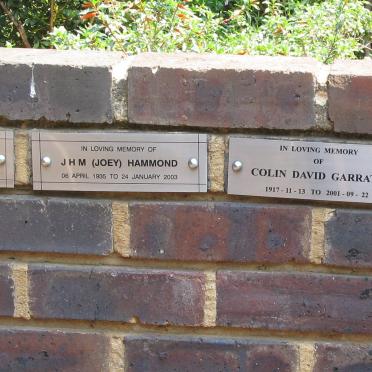 IN LOVING MEMORY OF
J H M (JOEY) HAMMOND
06 APRIL 1935 TO 24 JANUARY 2003
IN LOVING MEMORY
OF
COLIN DAVID
1917 - 11 - 13 TO 2001 - 09 - 22